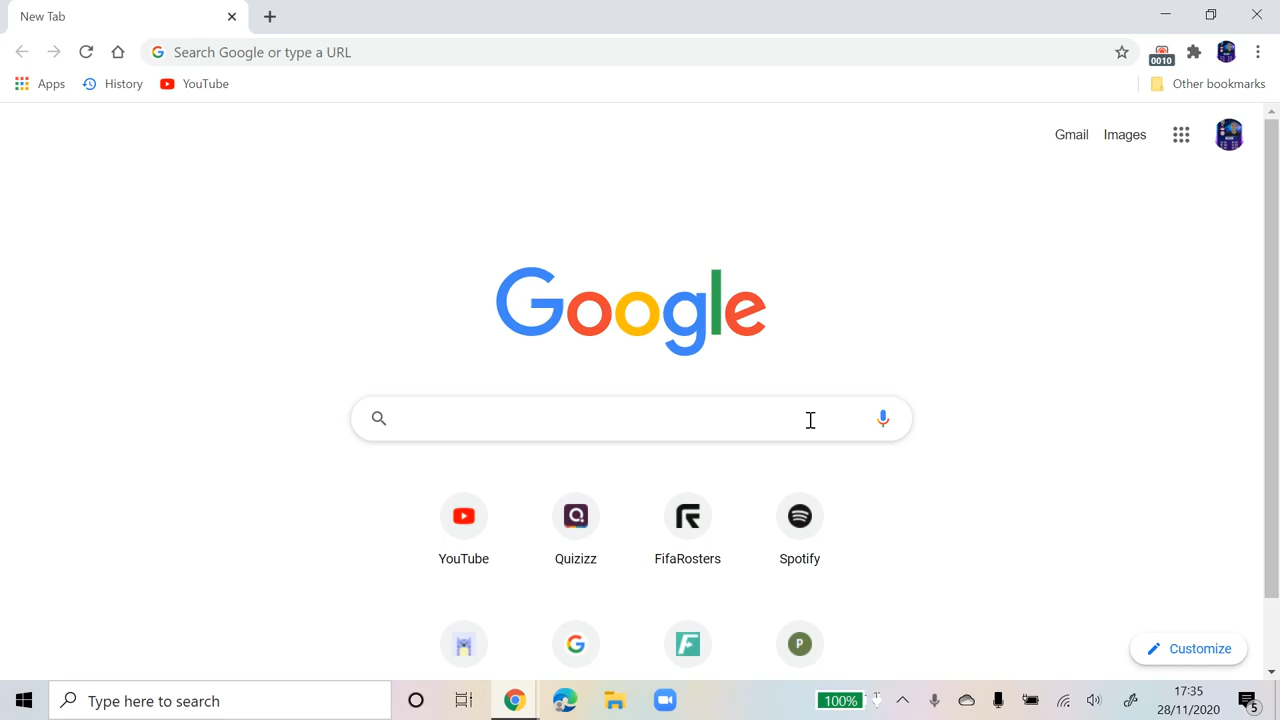 New Tab
Search Google or type a URL
0010
Apps
History
YouTube
Other bookmarks
Gmail
Images
Google
YouTube
Quizizz
FifaRosters
Spotify
P
Customize
Type here to search
100%
17:35
28/11/2020
5